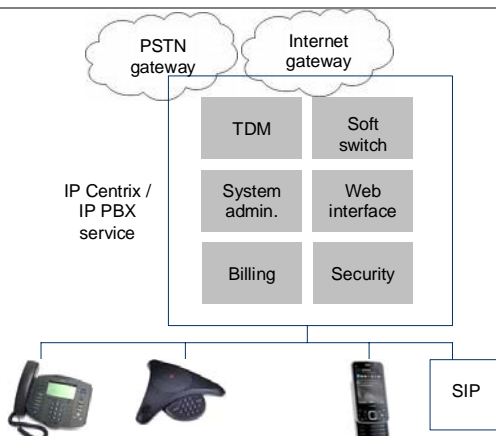 PSTN
gateway
Internet
gateway
TDM
Soft
switch
IP Centrix /
IP PBX
service
System
admin.
Web
interface
Billing
Security
SIP